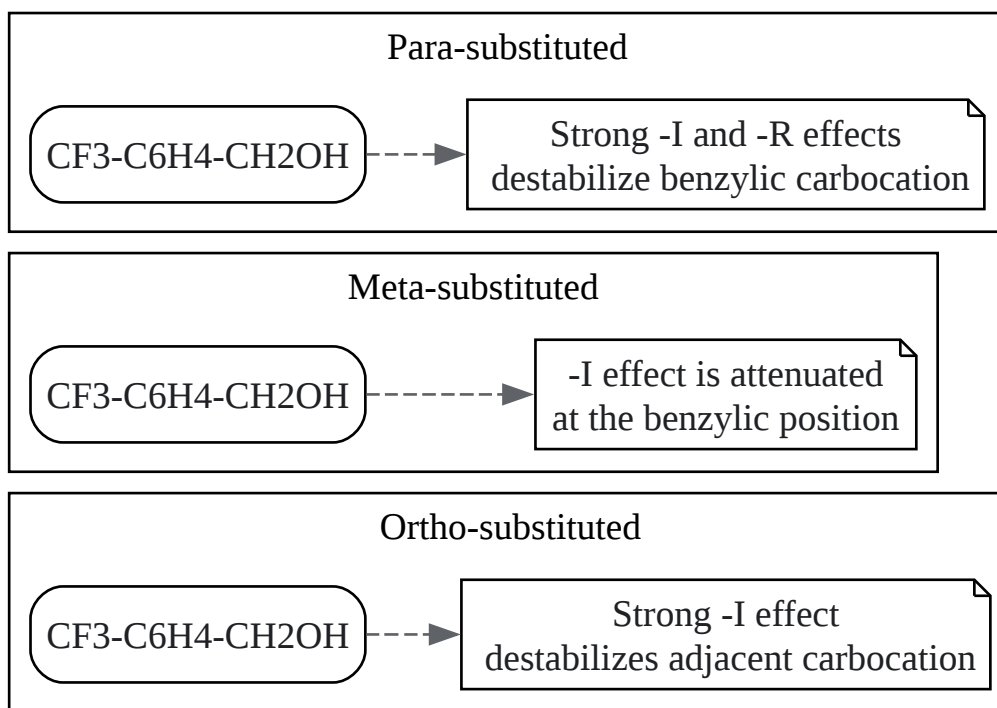 Para-substituted
CF3-C6H4-CH2OH
Strong -I and -R effects
destabilize benzylic carbocation
Meta-substituted
CF3-C6H4-CH2OH
-I effect is attenuated
at the benzylic position
Ortho-substituted
CF3-C6H4-CH2OH
Strong -I effect
destabilizes adjacent carbocation